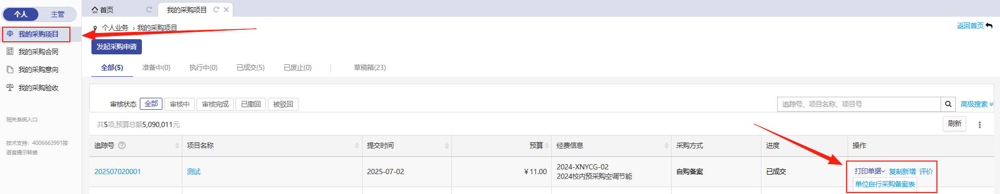 个人 主管
我的采购项目
我的采购合同
我的采购意向
我的采购验收
相关系统入口
技术支持：4006663991按
语音提示转接
首页 我的采购项目
个人业务 › 我的采购项目 返回首页
发起采购申请
全部(5) 准备中(0) 执行中(0) 已成交(5) 已废止(0) 草稿箱(23)
审核状态 全部 审核中 审核完成 已撤回 被驳回 追踪号、项目名称、项目号 高级搜索
共5项,预算总额5,090,011元 刷新
追踪号 项目名称 提交时间 预算 经费信息 采购方式 进度 操作
202507020001 测试 2025-07-02 ¥11.00 2024-XNYCG-02 自购备案 已成交 打印单据 复制新增 评价
2024校内预采购空调节能
单位自行采购备案表